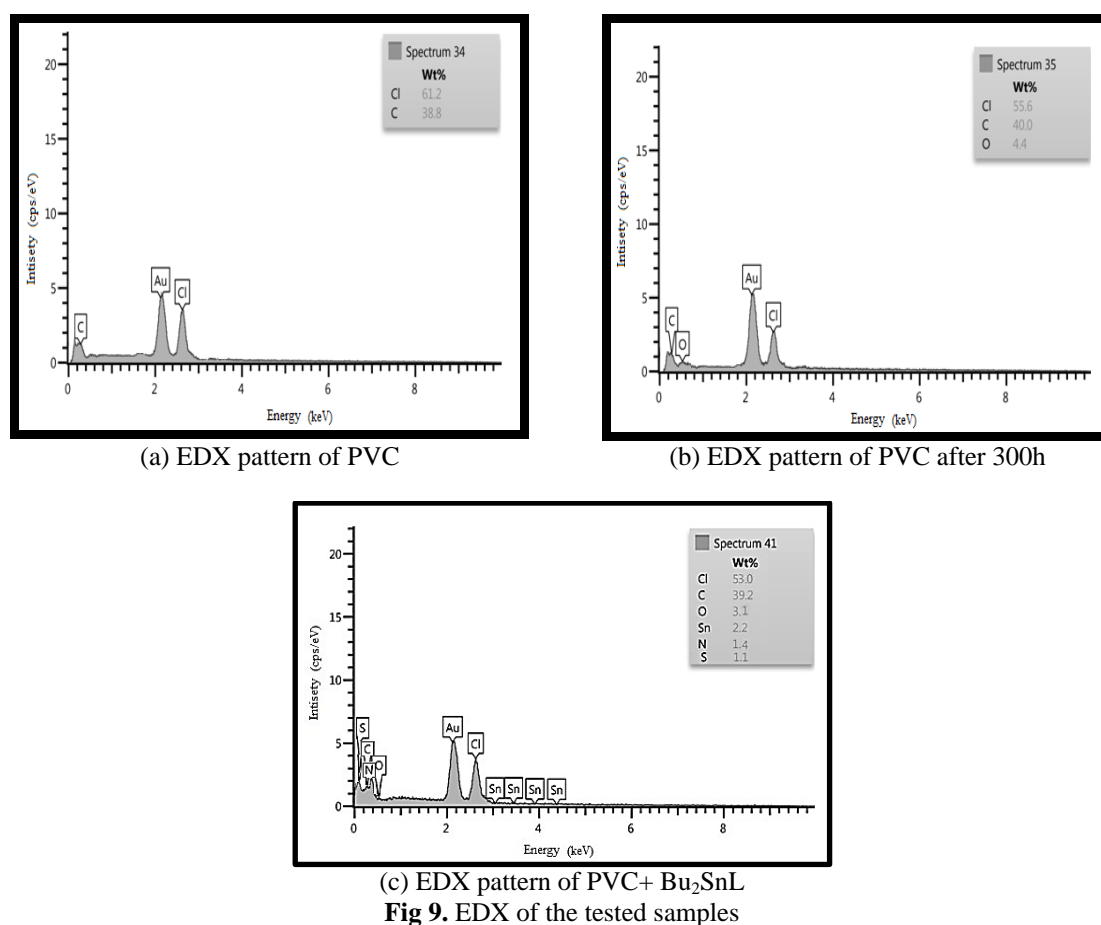 Spectrum 34
Wt%
Cl 61.2
C 38.8
Intisety (cps/eV)
20
15
10
5
0
C
Au
Cl
0 2 4 6 8
Energy (keV)
(a) EDX pattern of PVC
Spectrum 35
Wt%
Cl 55.6
C 40.0
O 4.4
Intisety (cps/eV)
20
15
10
5
0
C
O
Au
Cl
0 2 4 6 8
Energy (keV)
(b) EDX pattern of PVC after 300h
Spectrum 41
Wt%
Cl 53.0
C 39.2
O 3.1
Sn 2.2
N 1.4
S 1.1
Intisety (cps/eV)
20
15
10
5
0
S
C
N
O
Au
Cl
Sn Sn Sn Sn
0 2 4 6 8
Energy (keV)
(c) EDX pattern of PVC+ Bu₂SnL
Fig 9. EDX of the tested samples